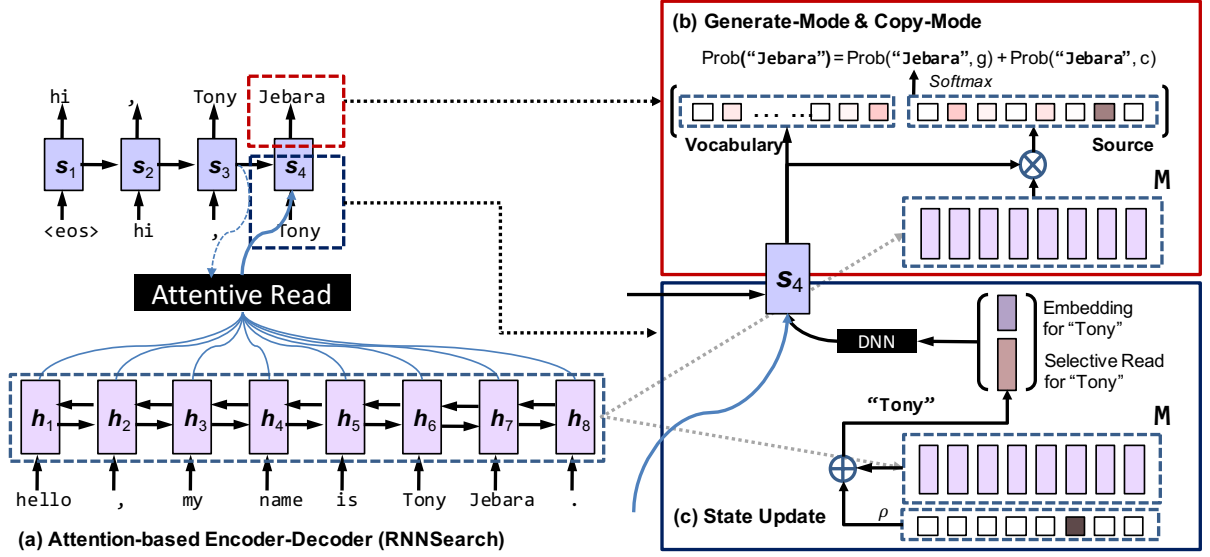 hi , Tony Jebara
s1 s2 s3 s4
<eos> hi , Tony
Attentive Read
h1 h2 h3 h4 h5 h6 h7 h8
hello , my name is Tony Jebara .
(a) Attention-based Encoder-Decoder (RNNSearch)
(b) Generate-Mode & Copy-Mode
Prob(“Jebara”) = Prob(“Jebara”, g) + Prob(“Jebara”, c)
Softmax
... ...
Vocabulary
Source
M
s4
Embedding
for “Tony”
DNN
Selective Read
for “Tony”
“Tony”
M
ρ
(c) State Update